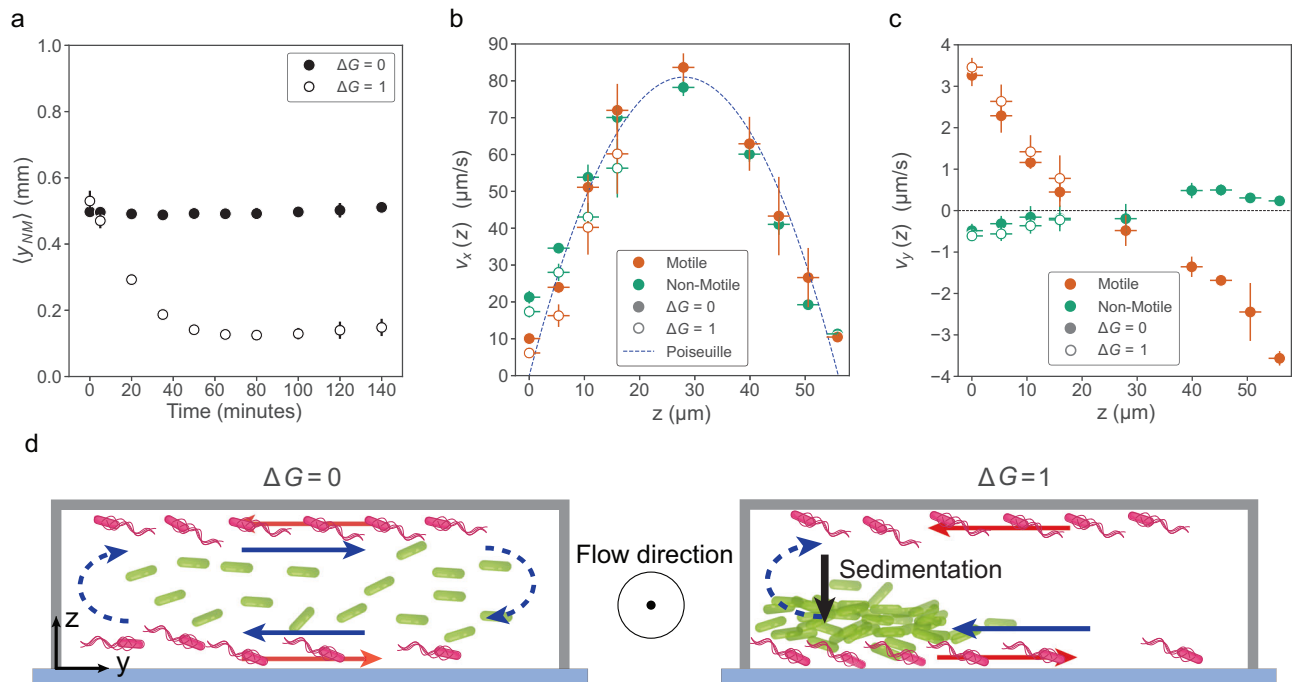 a
1.0
0.8
0.6
0.4
0.2
0.0
⟨y_NM⟩ (mm)
0 20 40 60 80 100 120 140
Time (minutes)
ΔG = 0
ΔG = 1
b
90
80
70
60
50
40
30
20
10
0
v_x(z) (μm/s)
0 10 20 30 40 50
z (μm)
Motile
Non-Motile
ΔG = 0
ΔG = 1
Poiseuille
c
4
3
2
1
0
−1
−2
−3
−4
v_y(z) (μm/s)
0 10 20 30 40 50
z (μm)
Motile
Non-Motile
ΔG = 0
ΔG = 1
d
ΔG = 0
z
y
Flow direction
ΔG = 1
Sedimentation